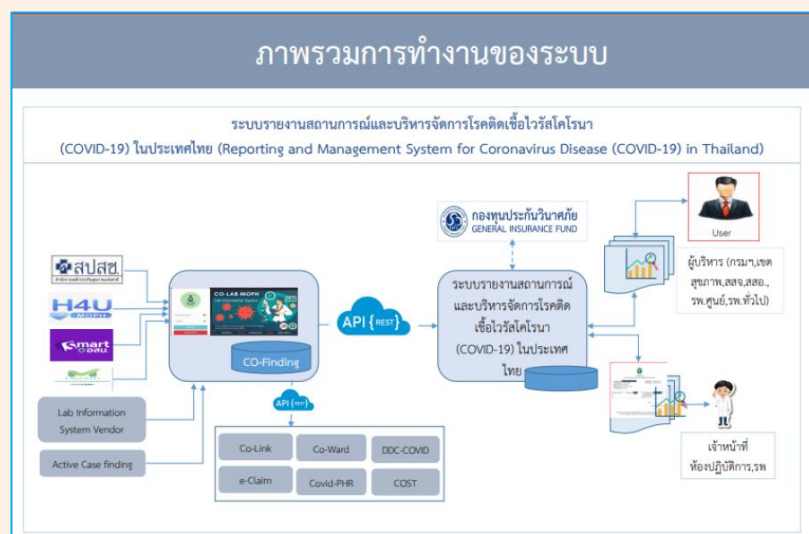 ภาพรวมการทำงานของระบบ
ระบบรายงานสถานการณ์และบริหารจัดการโรคติดเชื้อไวรัสโคโรนา
(COVID-19) ในประเทศไทย (Reporting and Management System for Coronavirus Disease (COVID-19) in Thailand)
กองทุนประกันวินาศภัย
GENERAL INSURANCE FUND
User
สปสช.
H4U
MOPH
Smart
อสม.
CO-LAB MOPH
CO-Finding
API {REST}
ระบบรายงานสถานการณ์
และบริหารจัดการโรคติด
เชื้อไวรัสโคโรนา
(COVID-19) ในประเทศ
ไทย
ผู้บริหาร (กรมฯ,เขต
สุขภาพ,สสจ,สสอ.,
รพ.ศูนย์,รพ.ทั่วไป)
API {REST}
Lab Information
System Vendor
Active Case finding
Co-Link
Co-Ward
DDC-COVID
e-Claim
Covid-PHR
COST
เจ้าหน้าที่
ห้องปฏิบัติการ,รพ